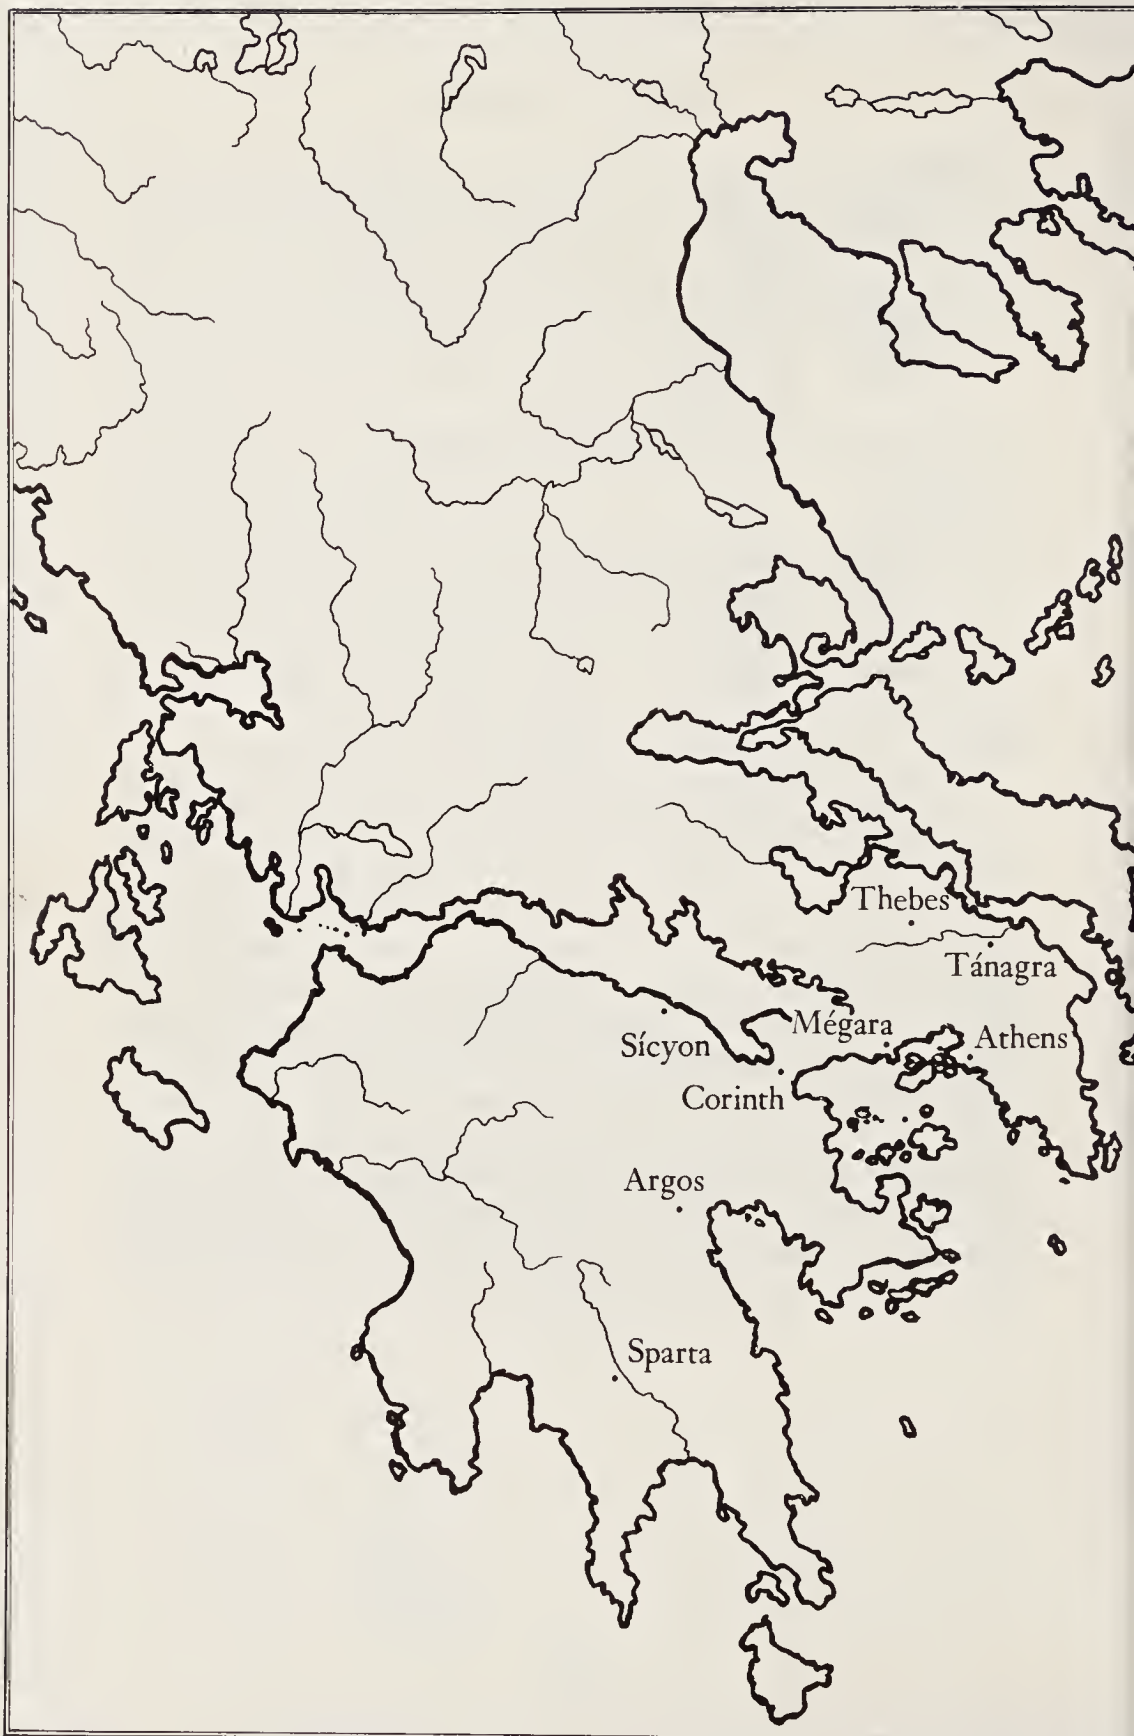 Thebes
Tánagra
Mégara
Athens
Sícyon
Corinth
Argos
Sparta